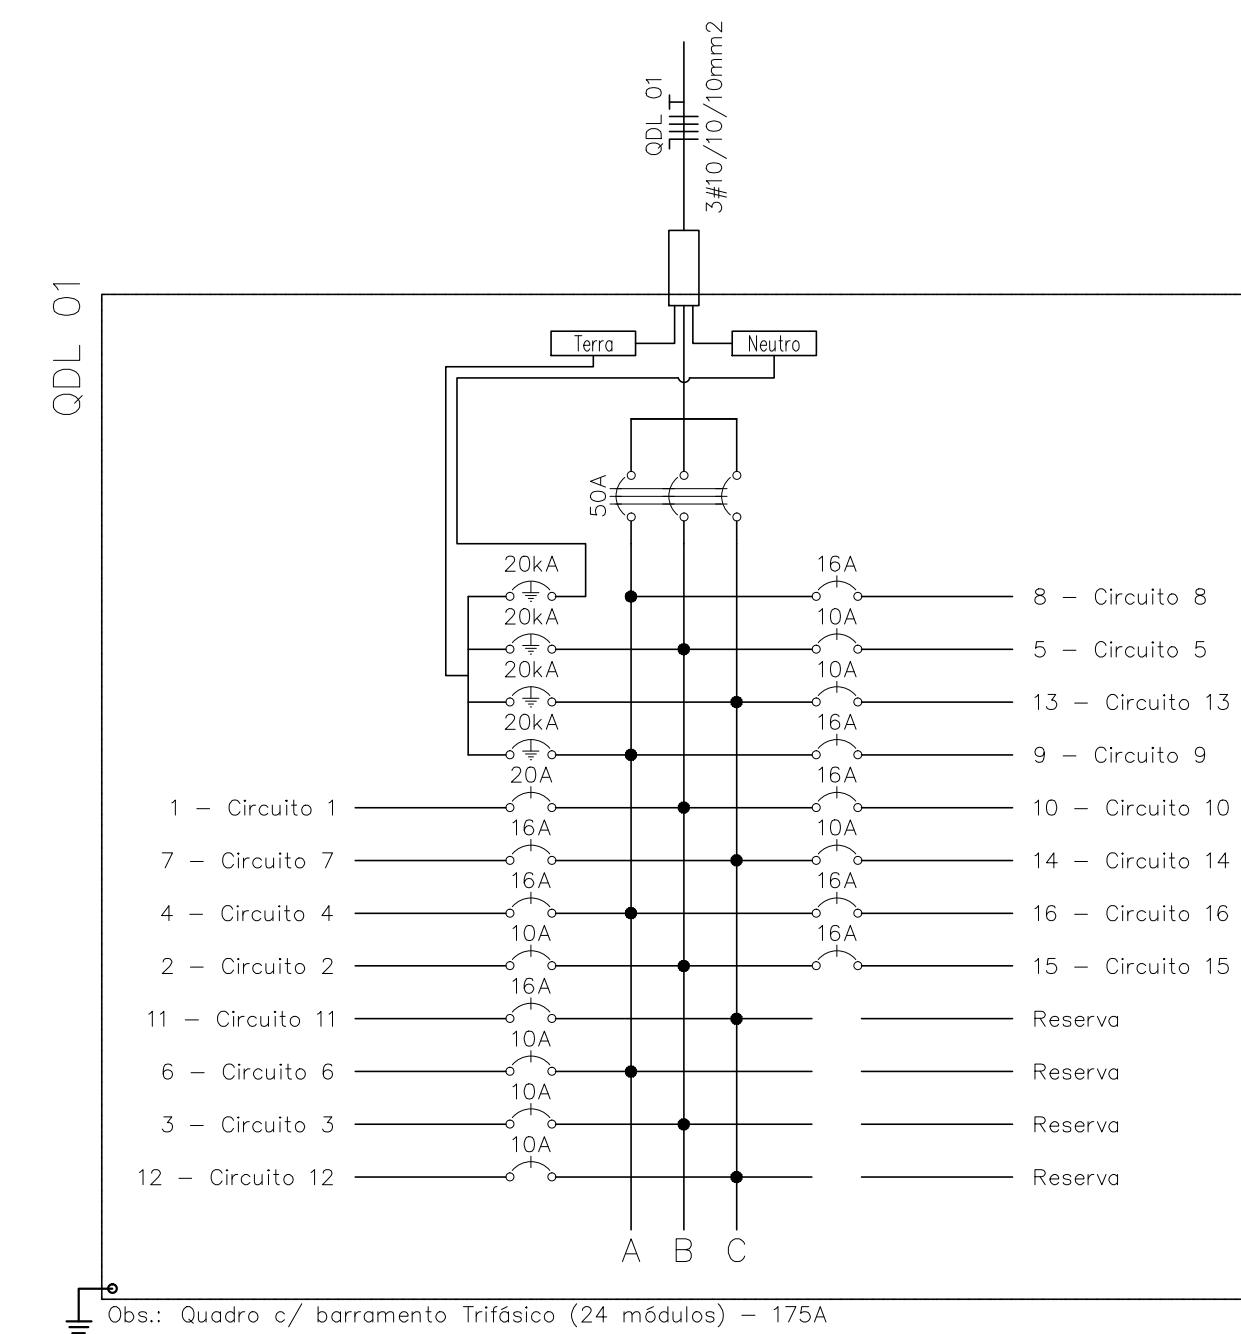 QDL 01
3#10/10/10mm2
QDL 01
Terra
Neutro
50A
20kA
16A
8 - Circuito 8
20kA
10A
5 - Circuito 5
20kA
10A
13 - Circuito 13
20kA
16A
9 - Circuito 9
20A
16A
1 - Circuito 1
10 - Circuito 10
16A
10A
7 - Circuito 7
14 - Circuito 14
16A
16A
4 - Circuito 4
16 - Circuito 16
10A
16A
2 - Circuito 2
15 - Circuito 15
16A
11 - Circuito 11
Reserva
10A
6 - Circuito 6
Reserva
10A
3 - Circuito 3
Reserva
10A
12 - Circuito 12
Reserva
A B C
Obs.: Quadro c/ barramento Trifásico (24 módulos) - 175A